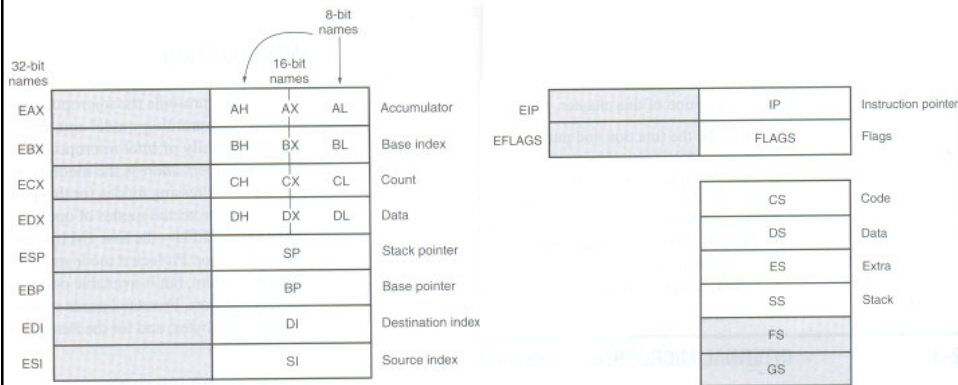 8-bit
names
32-bit
names
16-bit
names
EAX AH AX AL Accumulator
EBX BH BX BL Base index
ECX CH CX CL Count
EDX DH DX DL Data
ESP SP Stack pointer
EBP BP Base pointer
EDI DI Destination index
ESI SI Source index
EIP IP Instruction pointer
EFLAGS FLAGS Flags
CS Code
DS Data
ES Extra
SS Stack
FS
GS